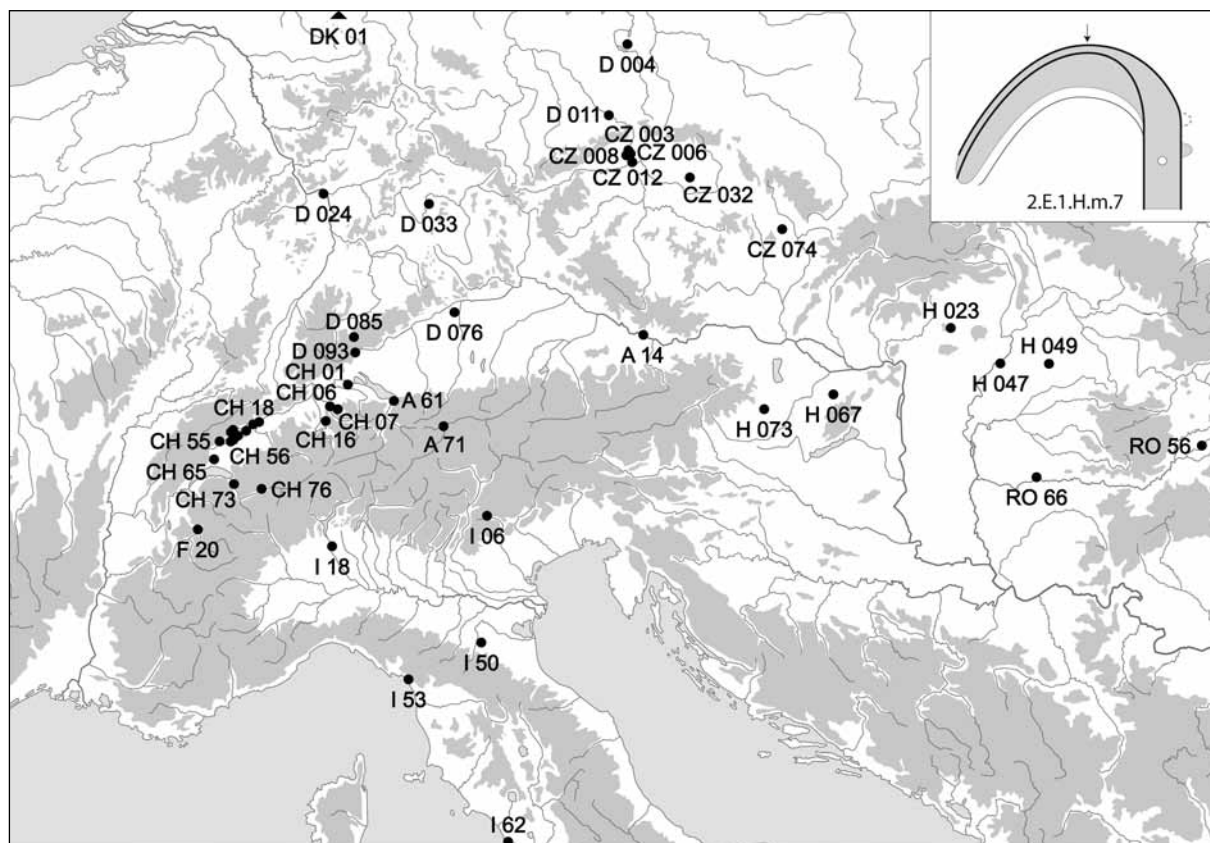 DK 01
D 004
D 011
CZ 003
CZ 008
CZ 006
CZ 012
CZ 032
2.E.1.H.m.7
D 024
D 033
CZ 074
D 085
D 076
H 023
D 093
A 14
H 049
CH 01
H 047
CH 06
A 61
CH 18
CH 07
H 067
CH 16
A 71
H 073
CH 55
CH 56
RO 56
CH 65
CH 73
CH 76
RO 66
I 06
F 20
I 18
I 50
I 53
I 62